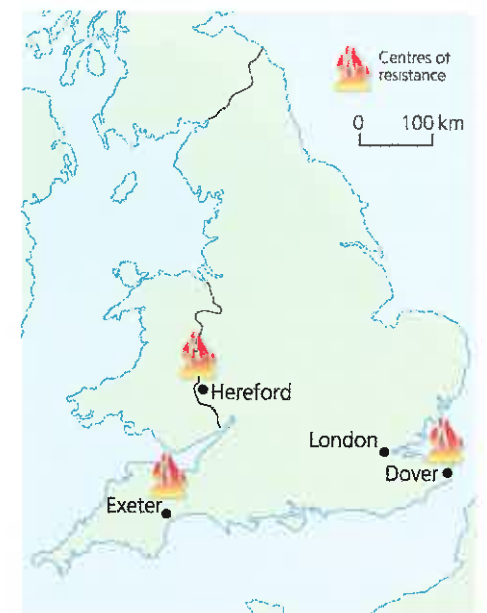 Centres of
resistance
0 100 km
Hereford
London
Dover
Exeter